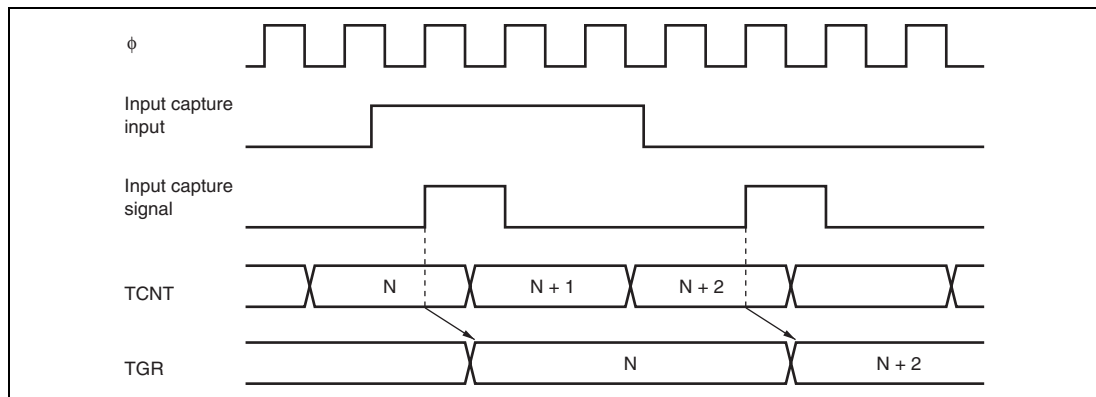 ϕ
Input capture
input
Input capture
signal
TCNT
N
N + 1
N + 2
TGR
N
N + 2